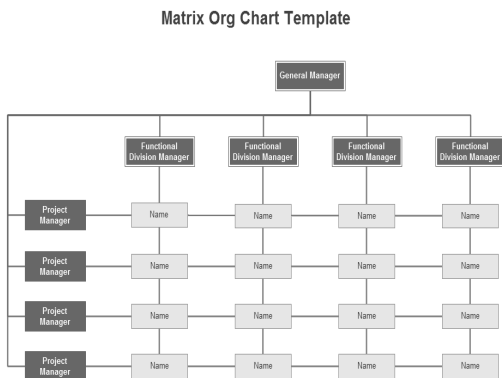 Matrix Org Chart Template
General Manager
Functional
Division Manager
Functional
Division Manager
Functional
Division Manager
Functional
Division Manager
Project
Manager
Name
Name
Name
Name
Project
Manager
Name
Name
Name
Name
Project
Manager
Name
Name
Name
Name
Project
Manager
Name
Name
Name
Name